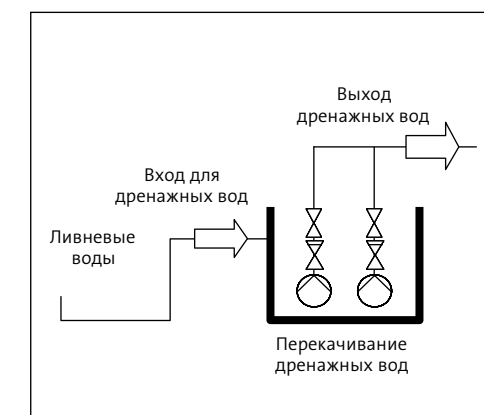 Выход
дренажных вод
Вход для
дренажных вод
Ливневые
воды
Перекачивание
дренажных вод